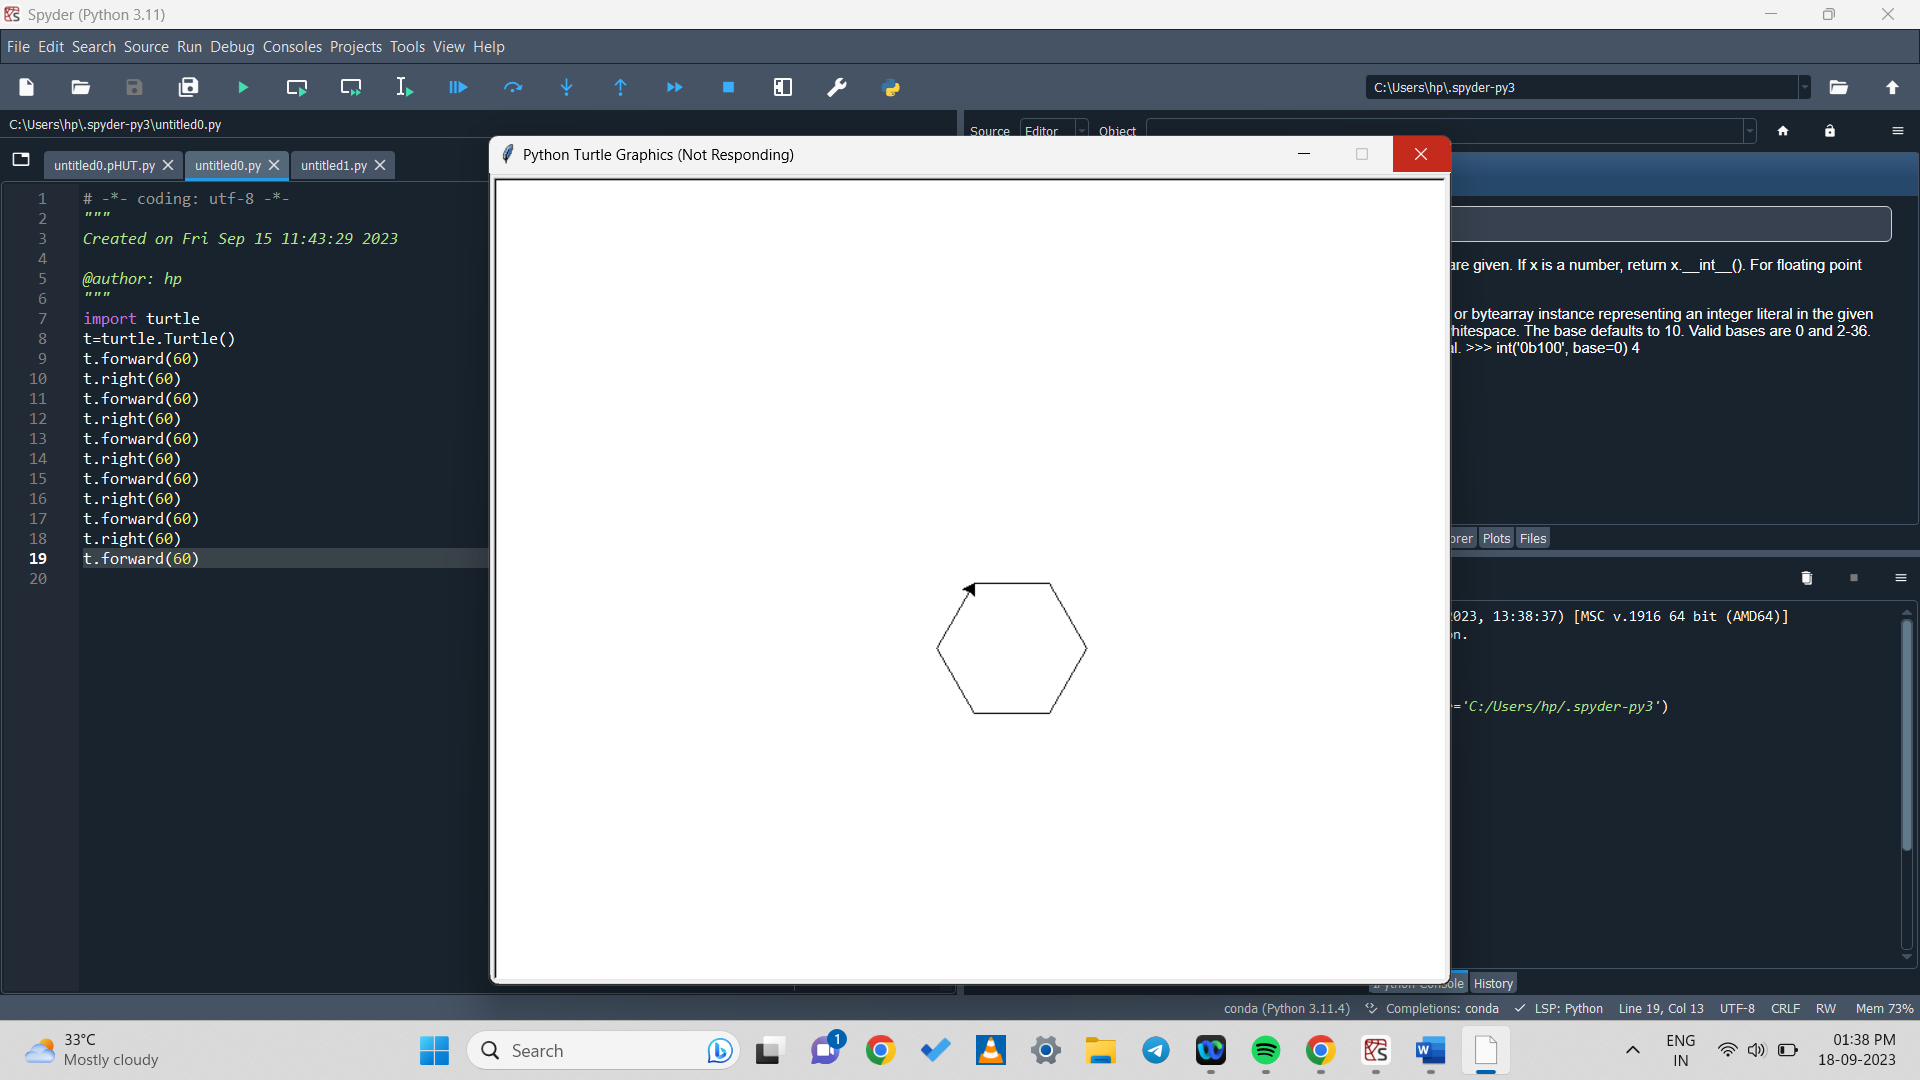 Spyder (Python 3.11)
File Edit Search Source Run Debug Consoles Projects Tools View Help
C:\Users\hp\.spyder-py3
C:\Users\hp\.spyder-py3\untitled0.py
Source Editor Object
untitled0.pHUT.py untitled0.py untitled1.py
Python Turtle Graphics (Not Responding)
1 # -*- coding: utf-8 -*-
2 """
3 Created on Fri Sep 15 11:43:29 2023
4
5 @author: hp
6 """
7 import turtle
8 t=turtle.Turtle()
9 t.forward(60)
10 t.right(60)
11 t.forward(60)
12 t.right(60)
13 t.forward(60)
14 t.right(60)
15 t.forward(60)
16 t.right(60)
17 t.forward(60)
18 t.right(60)
19 t.forward(60)
20
are given. If x is a number, return x.__int__(). For floating point
or bytearray instance representing an integer literal in the given
hitespace. The base defaults to 10. Valid bases are 0 and 2-36.
l. >>> int('0b100', base=0) 4
orer Plots Files
023, 13:38:37) [MSC v.1916 64 bit (AMD64)]
n.
='C:/Users/hp/.spyder-py3')
IPython Console History
conda (Python 3.11.4) Completions: conda LSP: Python Line 19, Col 13 UTF-8 CRLF RW Mem 73%
33°C
Mostly cloudy
Search
1
ENG
IN
01:38 PM
18-09-2023